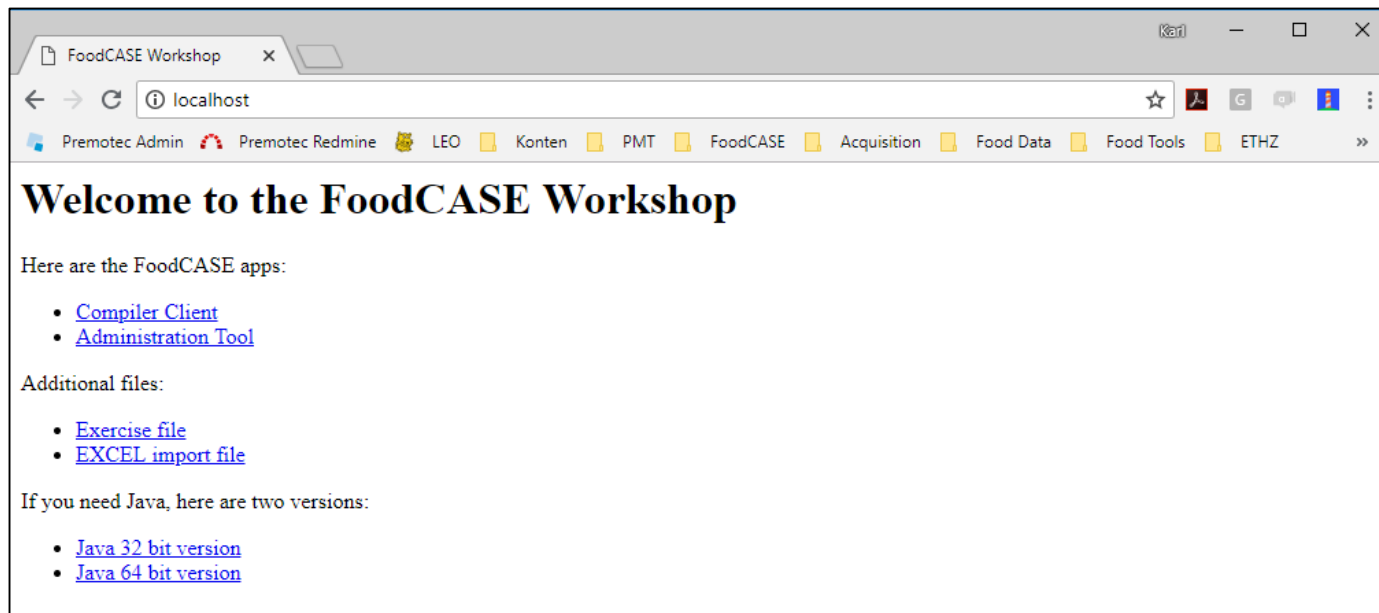 Karl
FoodCASE Workshop
localhost
Premotec Admin Premotec Redmine LEO Konten PMT FoodCASE Acquisition Food Data Food Tools ETHZ »
Welcome to the FoodCASE Workshop
Here are the FoodCASE apps:
• Compiler Client
• Administration Tool
Additional files:
• Exercise file
• EXCEL import file
If you need Java, here are two versions:
• Java 32 bit version
• Java 64 bit version